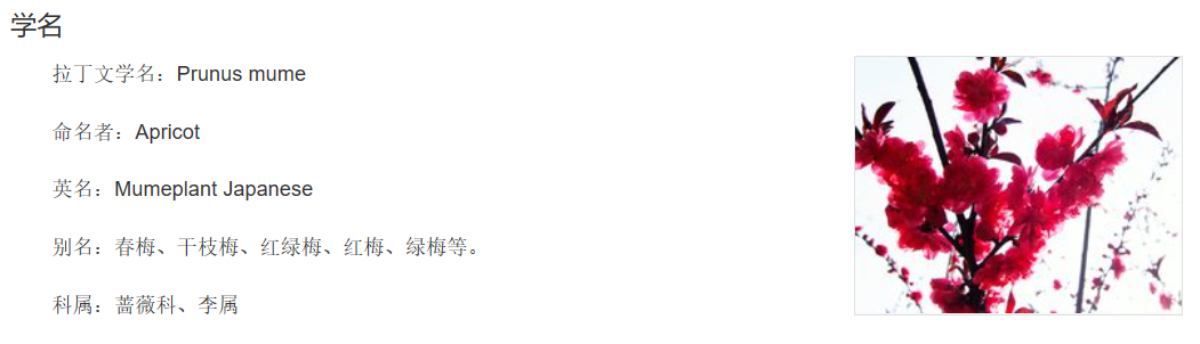 学名
拉丁文学名：Prunus mume
命名者：Apricot
英名：Mumeplant Japanese
别名：春梅、干枝梅、红绿梅、红梅、绿梅等。
科属：蔷薇科、李属